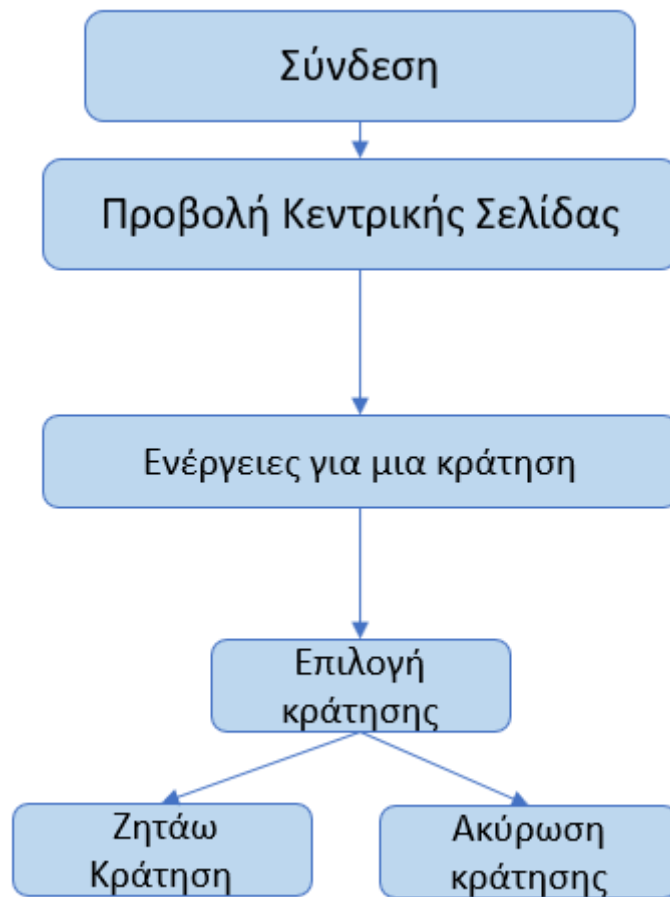 Σύνδεση
Προβολή Κεντρικής Σελίδας
Ενέργειες για μια κράτηση
Επιλογή
κράτησης
Ζητάω
Κράτηση
Ακύρωση
κράτησης